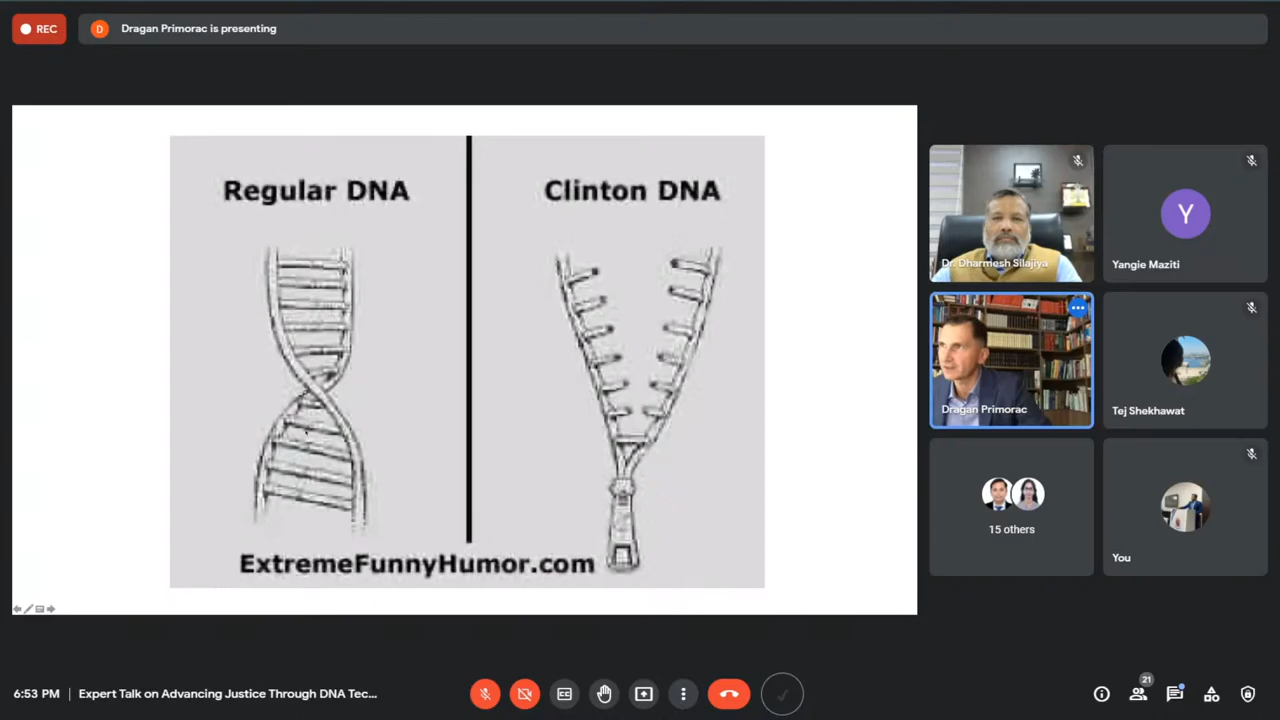 REC
D
Dragan Primorac is presenting
Regular DNA
Clinton DNA
ExtremeFunnyHumor.com
Dr. Dharmesh Silajiya
Y
Yangie Maziti
Dragan Primorac
Tej Shekhawat
15 others
You
6:53 PM | Expert Talk on Advancing Justice Through DNA Tec...
CC
21